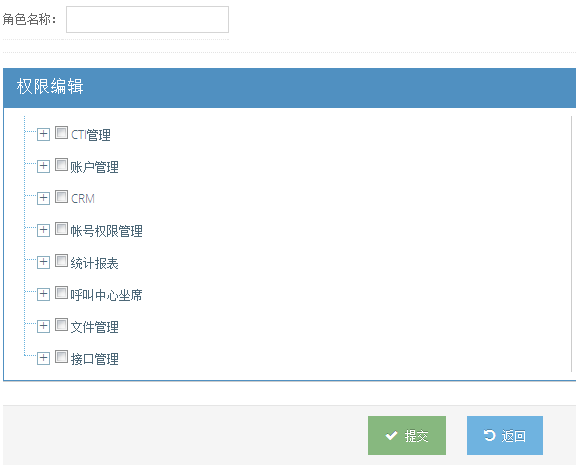 角色名称：
权限编辑
CTI管理
账户管理
CRM
帐号权限管理
统计报表
呼叫中心坐席
文件管理
接口管理
提交 返回